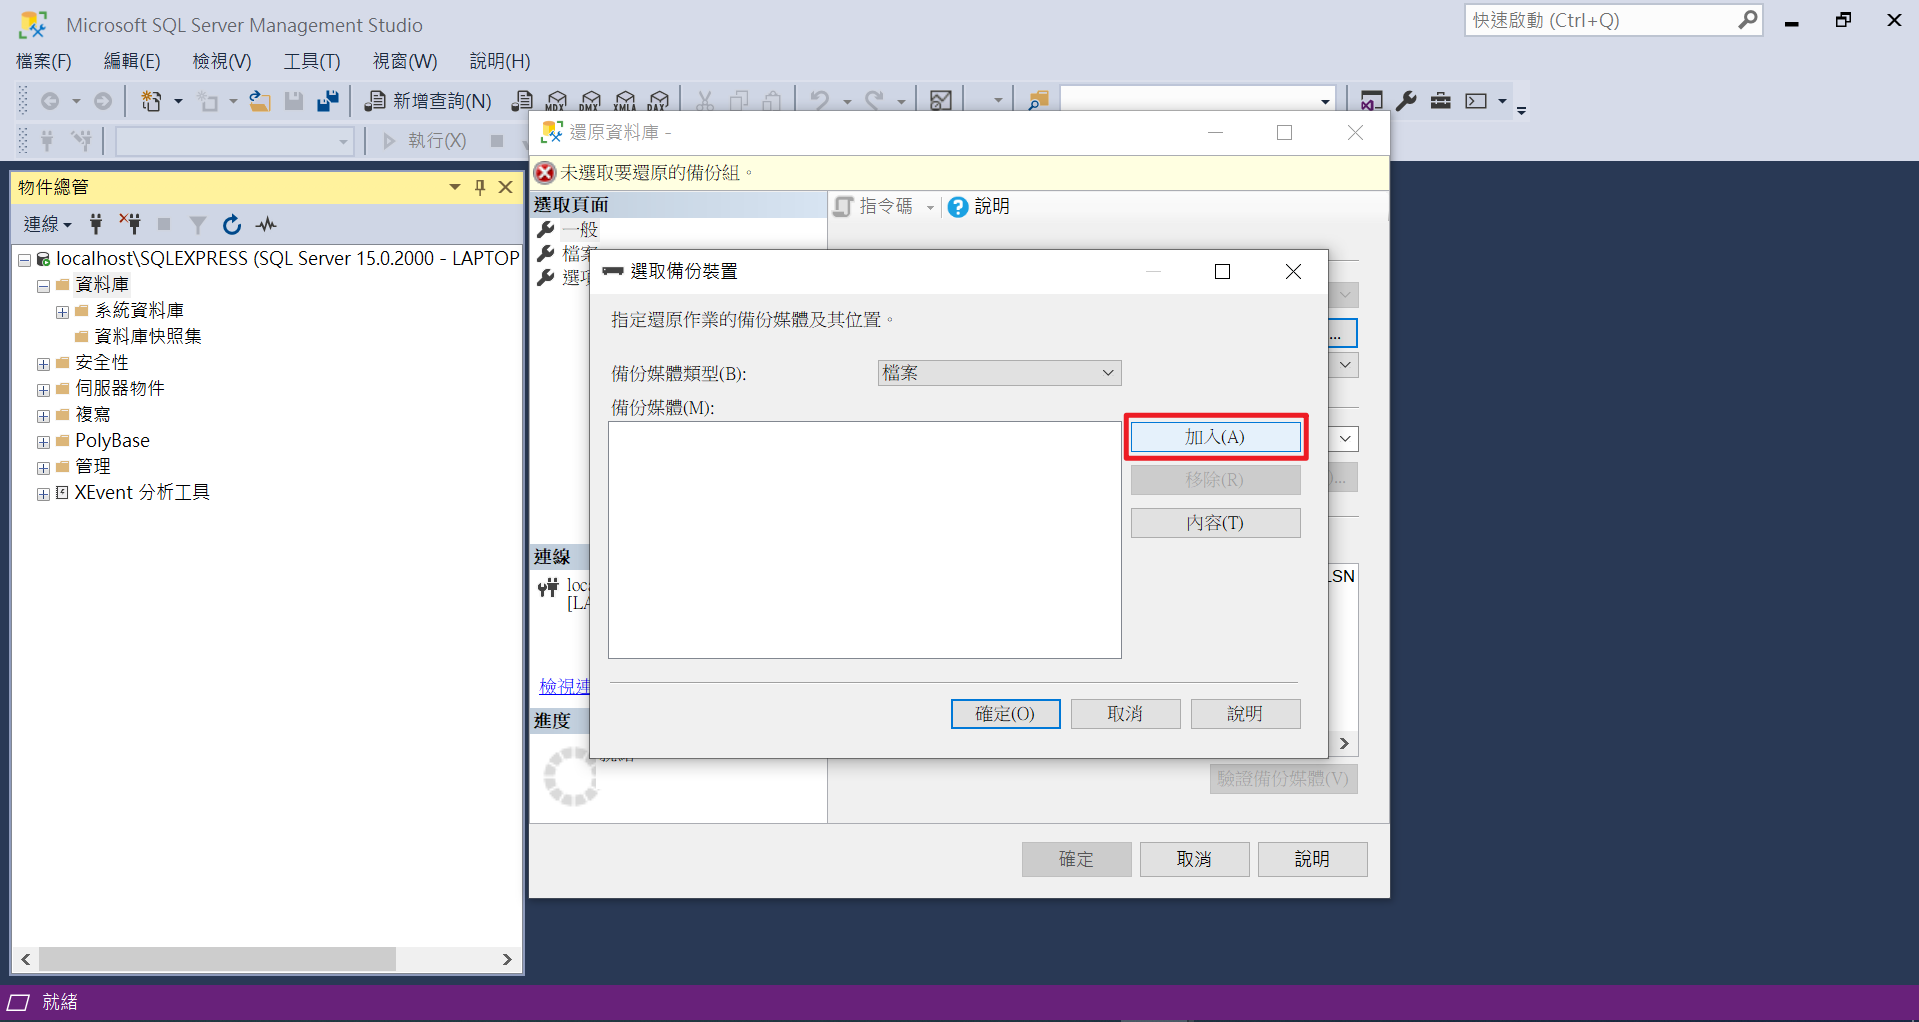 Microsoft SQL Server Management Studio
快速啟動 (Ctrl+Q)
檔案(F) 編輯(E) 檢視(V) 工具(T) 視窗(W) 說明(H)
新增查詢(N) MDX DMX XMLA DAX
執行(X)
物件總管
連線
localhost\SQLEXPRESS (SQL Server 15.0.2000 - LAPTOP
資料庫
系統資料庫
資料庫快照集
安全性
伺服器物件
複寫
PolyBase
管理
XEvent 分析工具
還原資料庫 -
未選取要還原的備份組。
選取頁面
指令碼 說明
一般
檔案
選項
連線
檢視連
進度
LSN
驗證備份媒體(V)
確定 取消 說明
選取備份裝置
指定還原作業的備份媒體及其位置。
備份媒體類型(B): 檔案
備份媒體(M):
加入(A)
移除(R)
內容(T)
確定(O) 取消 說明
就緒